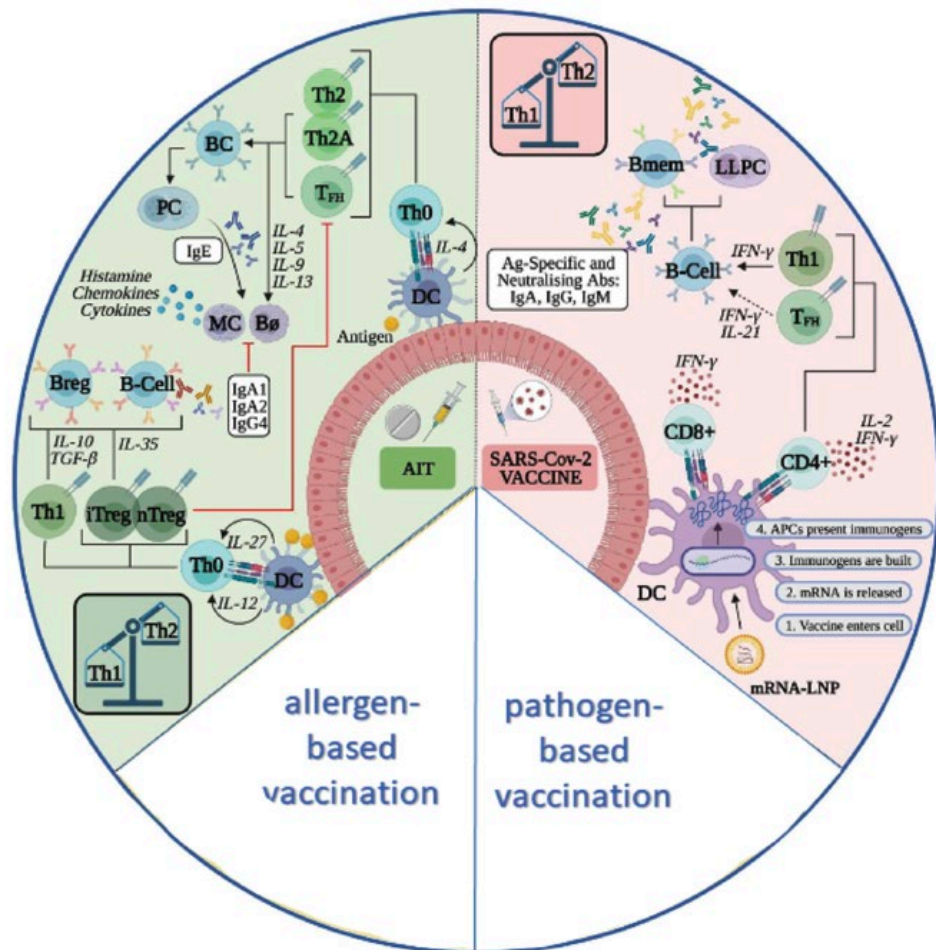 Th2
Th2A
TFH
BC
PC
IgE
IL-4
IL-5
IL-9
IL-13
Histamine
Chemokines
Cytokines
MC
Bø
Th0
IL-4
DC
Antigen
Breg
B-Cell
IgA1
IgA2
IgG4
IL-10
TGF-β
IL-35
Th1
iTreg
nTreg
Th0
IL-27
IL-12
DC
Th2
Th1
AIT
Th2
Th1
Bmem
LLPC
B-Cell
IFN-γ
Th1
IFN-γ
IL-21
TFH
Ag-Specific and
Neutralising Abs:
IgA, IgG, IgM
IFN-γ
CD8+
IL-2
IFN-γ
CD4+
SARS-Cov-2
VACCINE
4. APCs present immunogens
3. Immunogens are built
2. mRNA is released
1. Vaccine enters cell
DC
mRNA-LNP
allergen-
based
vaccination
pathogen-
based
vaccination